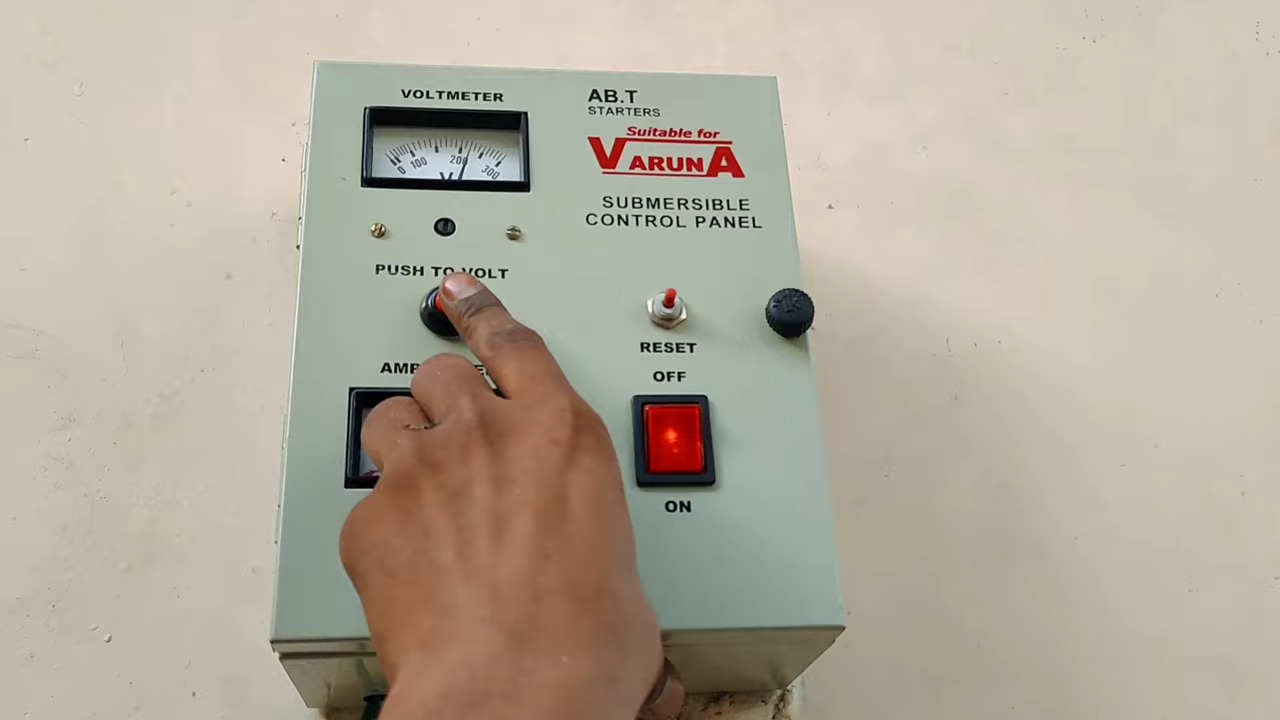 VOLTMETER
0 100 200 300
V
PUSH TO VOLT
AB.T
STARTERS
Suitable for
VARUNA
SUBMERSIBLE
CONTROL PANEL
RESET
OFF
ON